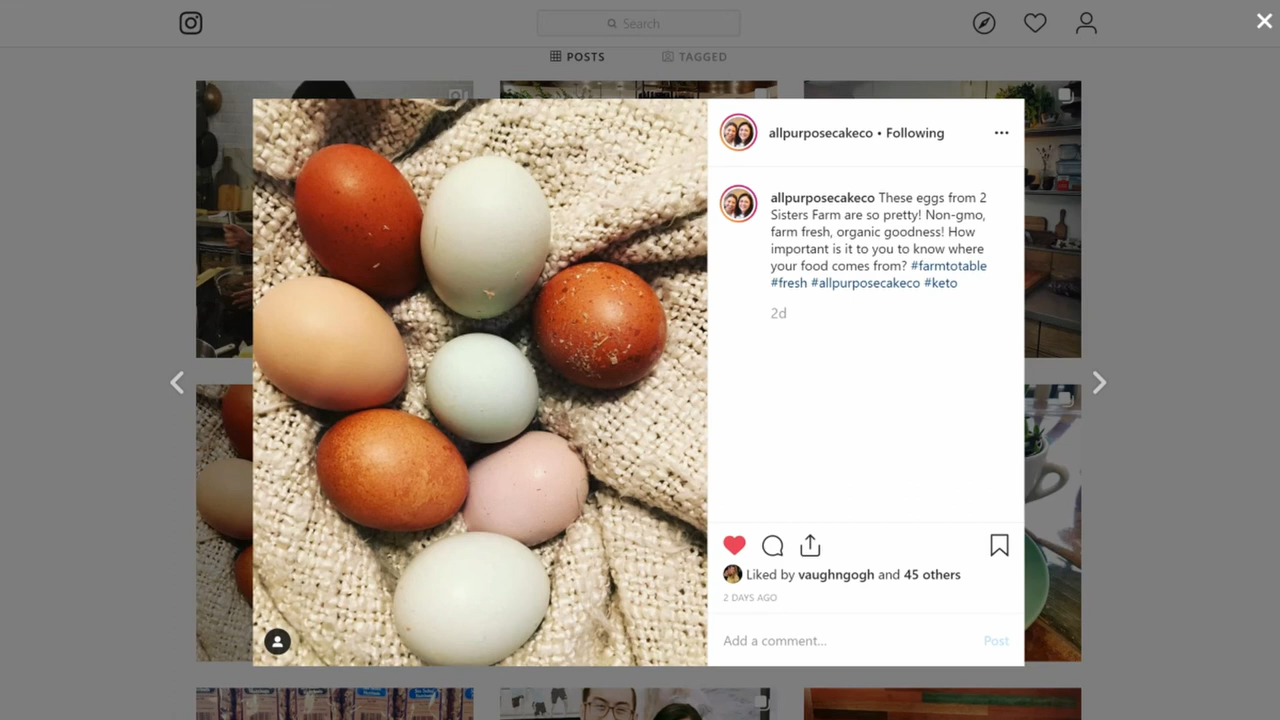 Search
POSTS
TAGGED
allpurposecakeco • Following
allpurposecakeco These eggs from 2
Sisters Farm are so pretty! Non-gmo,
farm fresh, organic goodness! How
important is it to you to know where
your food comes from? #farmtotable
#fresh #allpurposecakeco #keto
2d
Liked by vaughngogh and 45 others
2 DAYS AGO
Add a comment... Post